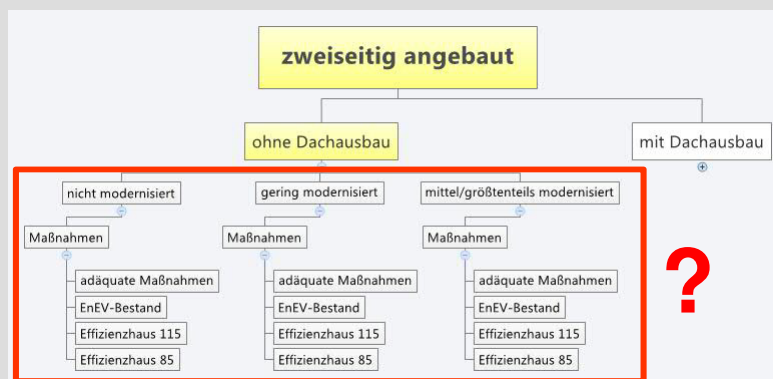 zweiseitig angebaut
ohne Dachausbau
mit Dachausbau
nicht modernisiert
gering modernisiert
mittel/größtenteils modernisiert
Maßnahmen
Maßnahmen
Maßnahmen
adäquate Maßnahmen
adäquate Maßnahmen
adäquate Maßnahmen
EnEV-Bestand
EnEV-Bestand
EnEV-Bestand
Effizienzhaus 115
Effizienzhaus 115
Effizienzhaus 115
Effizienzhaus 85
Effizienzhaus 85
Effizienzhaus 85
?